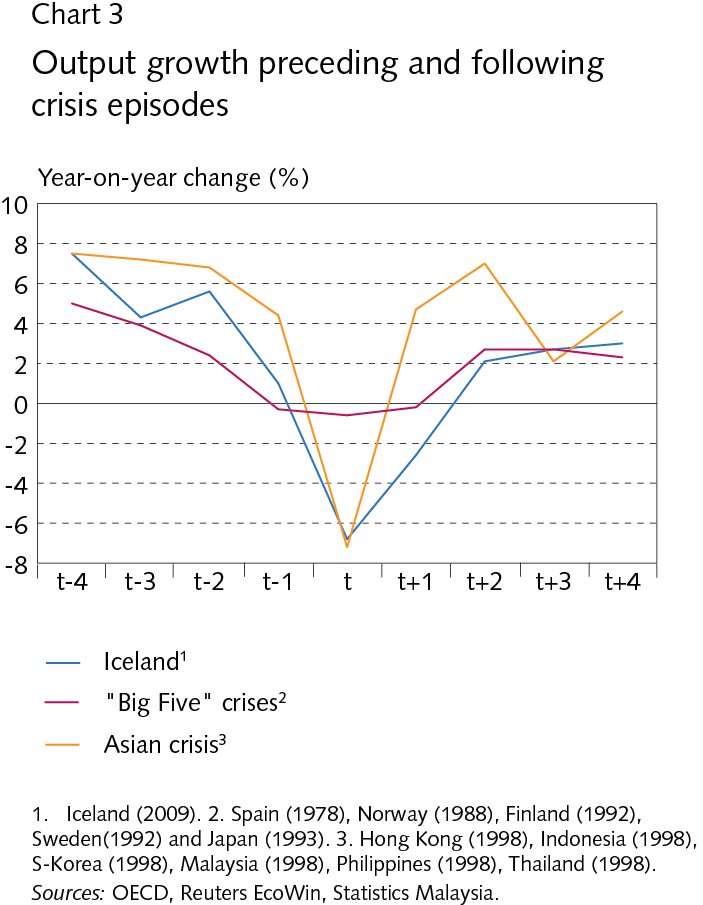 Chart 3
Output growth preceding and following
crisis episodes
Year-on-year change (%)
10
8
6
4
2
0
-2
-4
-6
-8
t-4 t-3 t-2 t-1 t t+1 t+2 t+3 t+4
Iceland¹
"Big Five" crises²
Asian crisis³
1. Iceland (2009). 2. Spain (1978), Norway (1988), Finland (1992),
Sweden(1992) and Japan (1993). 3. Hong Kong (1998), Indonesia (1998),
S-Korea (1998), Malaysia (1998), Philippines (1998), Thailand (1998).
Sources: OECD, Reuters EcoWin, Statistics Malaysia.